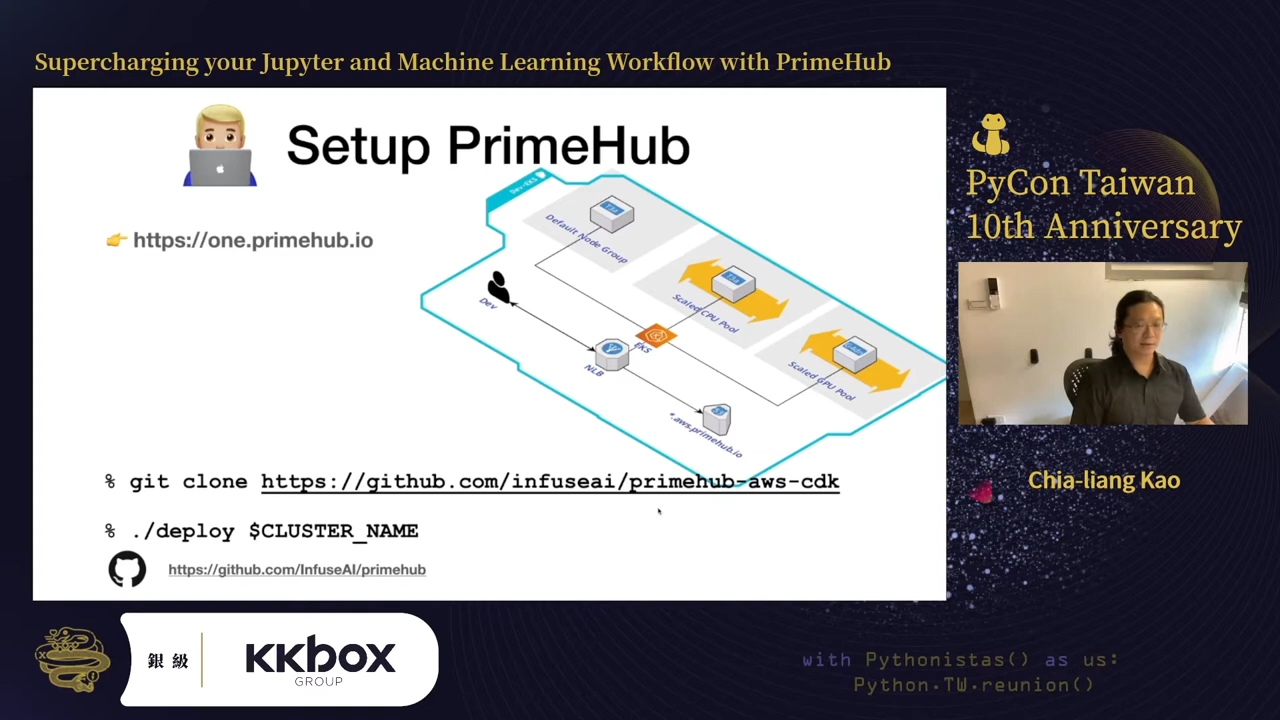 Supercharging your Jupyter and Machine Learning Workflow with PrimeHub
Setup PrimeHub
👉 https://one.primehub.io
Dev-EKS
Default Node Group
Scaled CPU Pool
Scaled GPU Pool
Dev
EKS
NLB
*.aws.primehub.io
% git clone https://github.com/infuseai/primehub-aws-cdk
% ./deploy $CLUSTER_NAME
https://github.com/InfuseAI/primehub
PyCon Taiwan
10th Anniversary
Chia-liang Kao
銀級
KKBOX
GROUP
with Pythonistas() as us:
Python.TW.reunion()